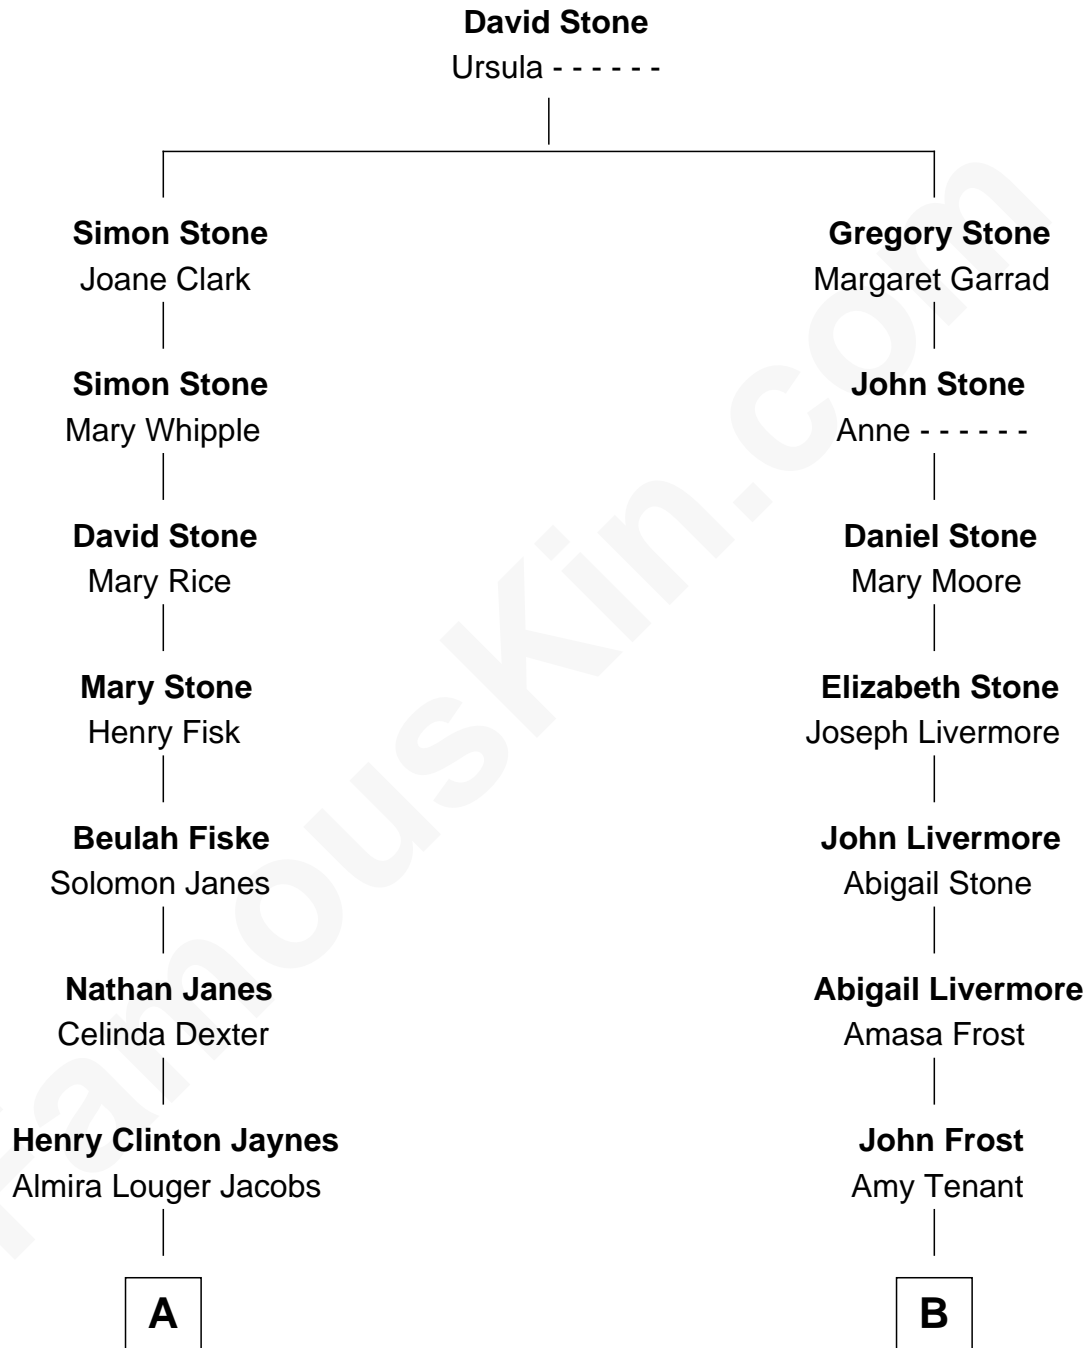 David Stone
Ursula - - - - - -
Simon Stone
Joane Clark
Gregory Stone
Margaret Garrad
Simon Stone
Mary Whipple
John Stone
Anne - - - - - -
David Stone
Mary Rice
Daniel Stone
Mary Moore
Mary Stone
Henry Fisk
Elizabeth Stone
Joseph Livermore
Beulah Fiske
Solomon Janes
John Livermore
Abigail Stone
Nathan Janes
Celinda Dexter
Abigail Livermore
Amasa Frost
Henry Clinton Jaynes
Almira Louger Jacobs
John Frost
Amy Tenant
A
B
FamousKin.com